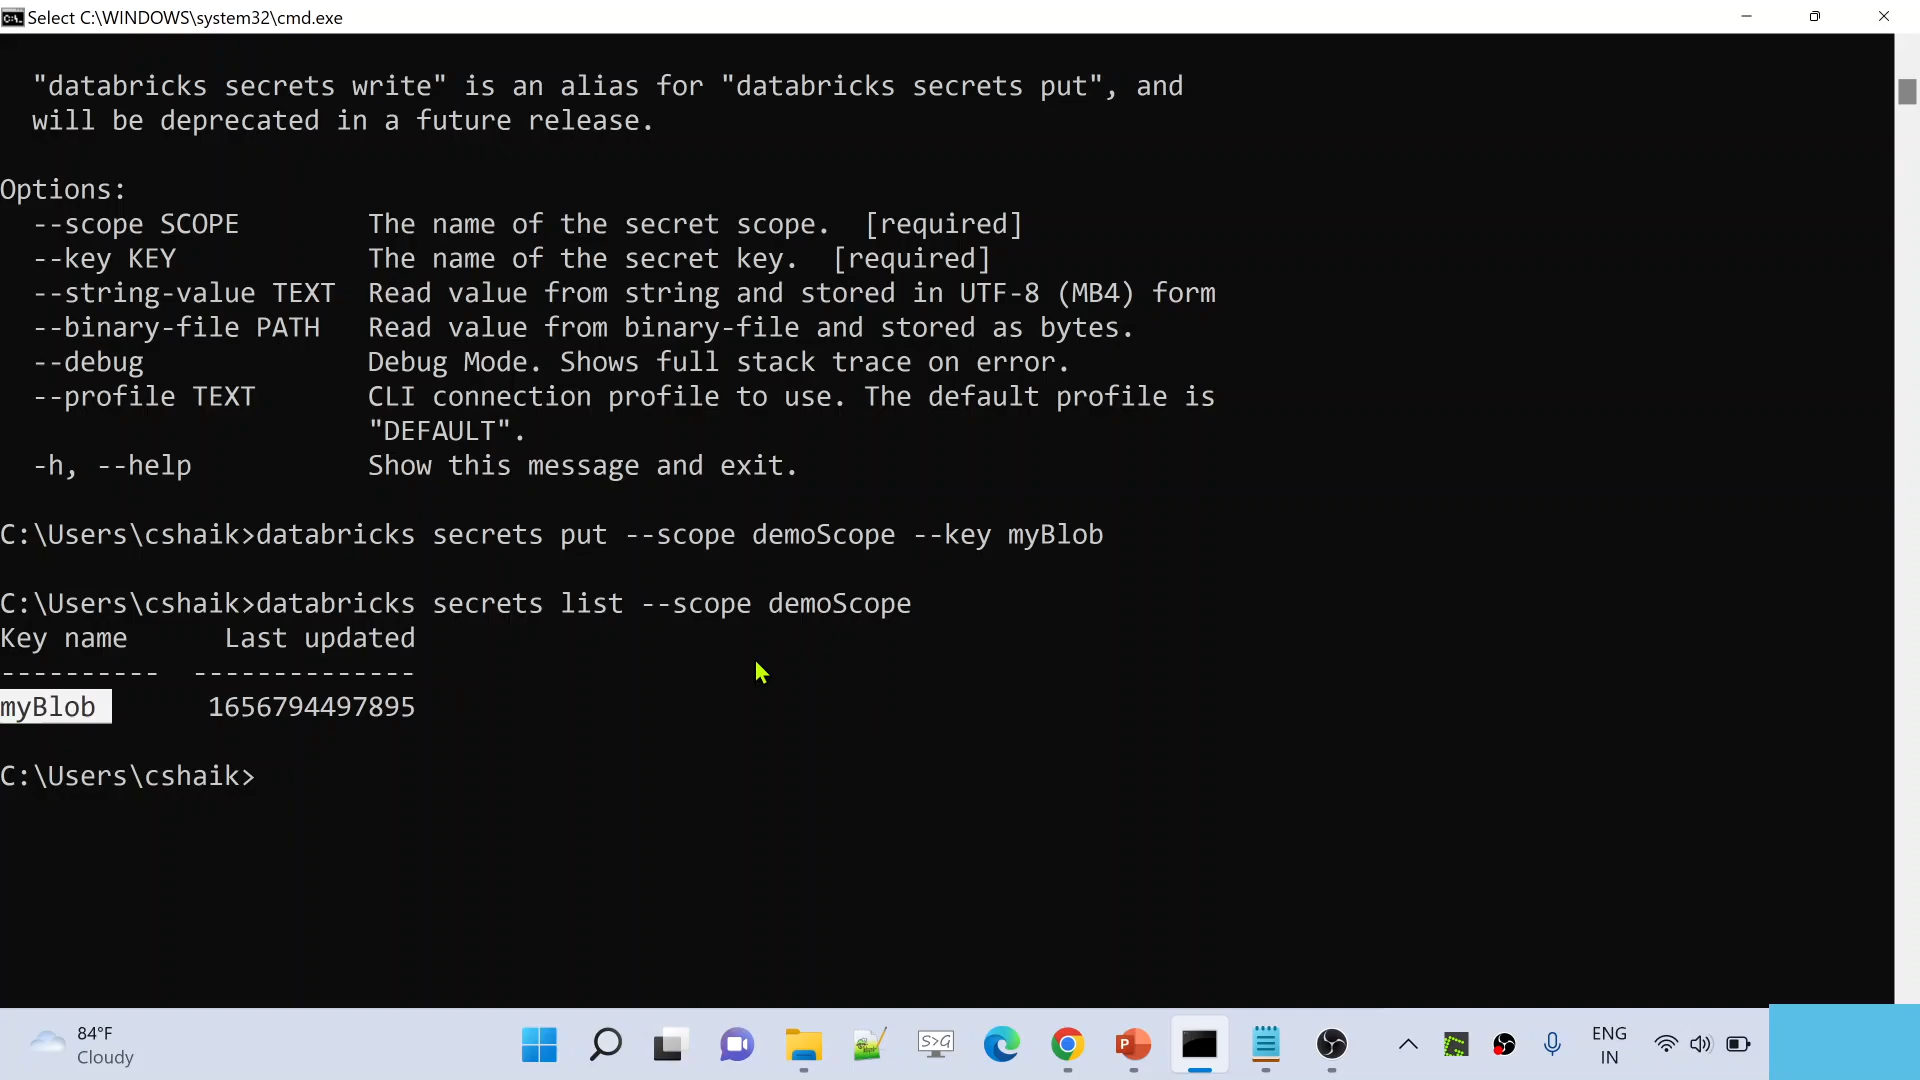 Select C:\WINDOWS\system32\cmd.exe
"databricks secrets write" is an alias for "databricks secrets put", and
will be deprecated in a future release.
Options:
--scope SCOPE The name of the secret scope. [required]
--key KEY The name of the secret key. [required]
--string-value TEXT Read value from string and stored in UTF-8 (MB4) form
--binary-file PATH Read value from binary-file and stored as bytes.
--debug Debug Mode. Shows full stack trace on error.
--profile TEXT CLI connection profile to use. The default profile is
"DEFAULT".
-h, --help Show this message and exit.
C:\Users\cshaik>databricks secrets put --scope demoScope --key myBlob
C:\Users\cshaik>databricks secrets list --scope demoScope
Key name Last updated
---------- --------------
myBlob 1656794497895
C:\Users\cshaik>
84°F
Cloudy
S>G
P
ENG
IN